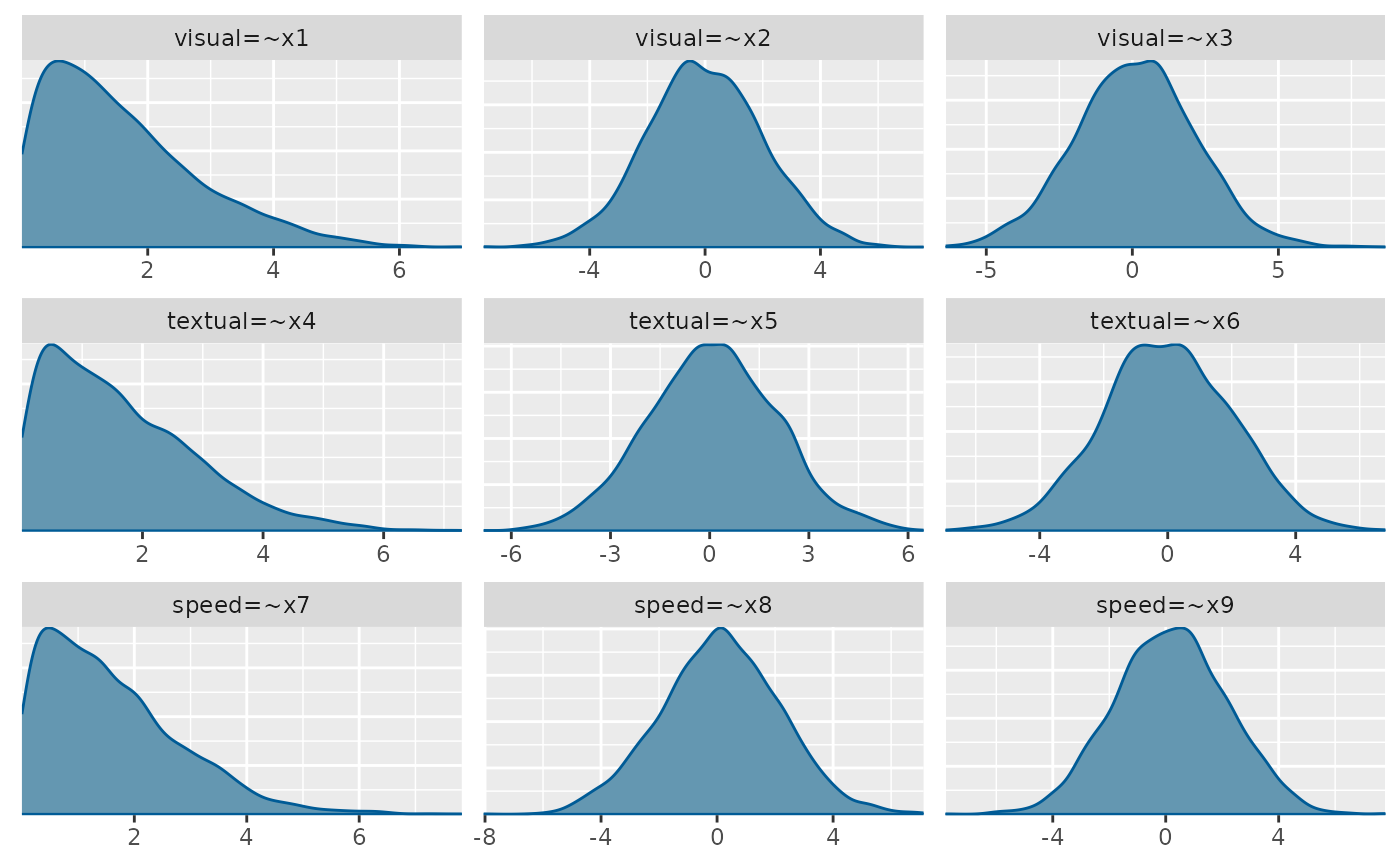 visual=~x1 visual=~x2 visual=~x3
2 4 6 -4 0 4 -5 0 5
textual=~x4 textual=~x5 textual=~x6
2 4 6 -6 -3 0 3 6 -4 0 4
speed=~x7 speed=~x8 speed=~x9
2 4 6 -8 -4 0 4 -4 0 4